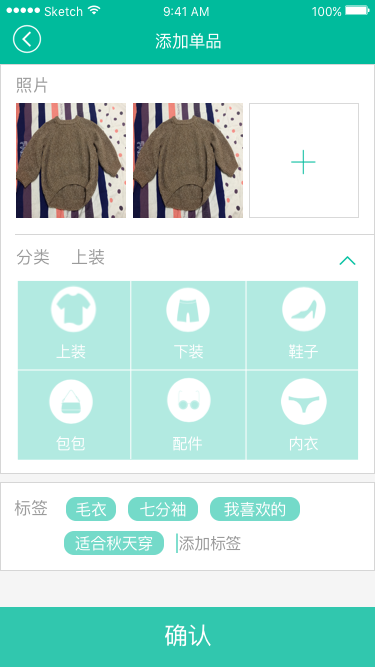 Sketch 9:41 AM 100%
添加单品
照片
分类 上装
上装 下装 鞋子
包包 配件 内衣
标签 毛衣 七分袖 我喜欢的
适合秋天穿 添加标签
确认